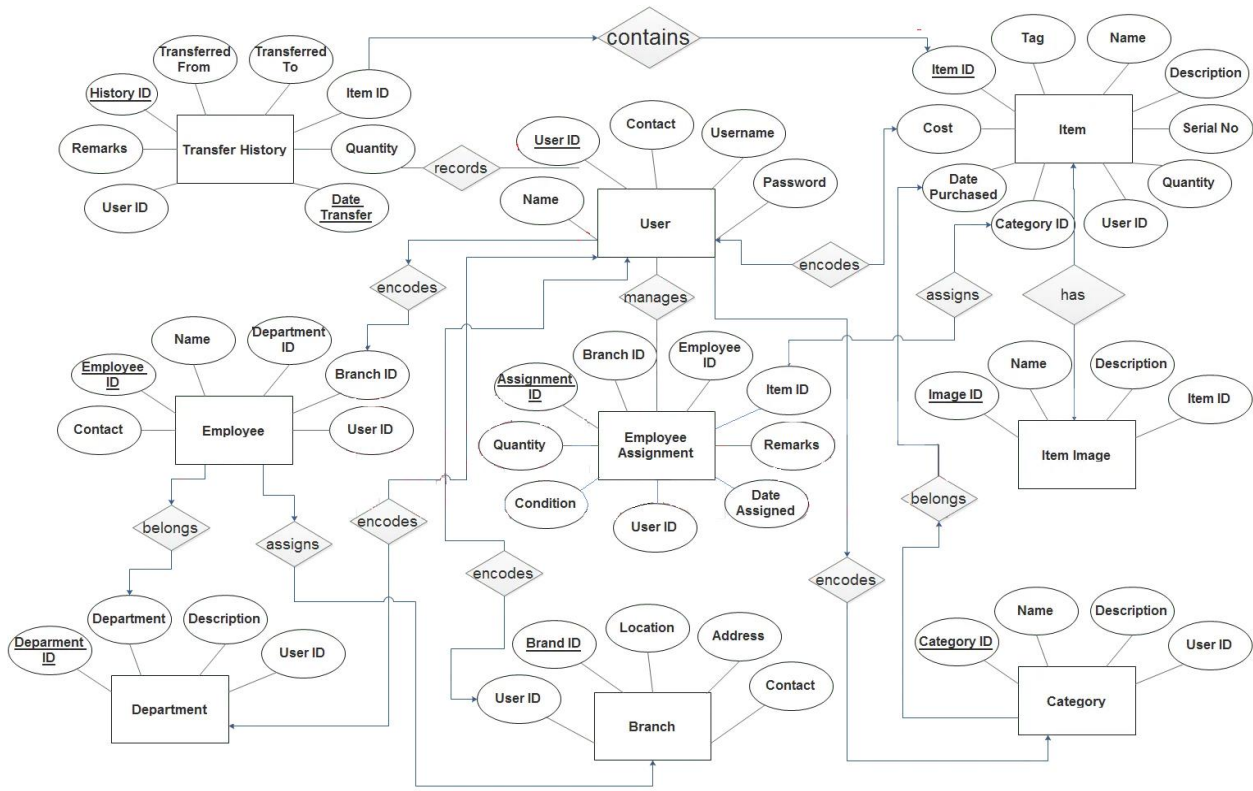 contains
Transferred
From
Transferred
To
History ID
Item ID
Remarks
Transfer History
Quantity
User ID
Date
Transfer
records
User ID
Contact
Username
Name
Password
User
Tag
Name
Item ID
Description
Cost
Item
Serial No
Date
Purchased
Quantity
Category ID
User ID
encodes
encodes
manages
assigns
has
Name
Department
ID
Employee
ID
Branch ID
Contact
Employee
User ID
Branch ID
Employee
ID
Assignment
ID
Item ID
Quantity
Employee
Assignment
Remarks
Condition
Date
Assigned
User ID
Name
Description
Image ID
Item ID
Item Image
belongs
assigns
encodes
encodes
encodes
belongs
Department
Description
Deparment
ID
User ID
Department
Brand ID
Location
Address
User ID
Contact
Branch
Name
Description
Category ID
User ID
Category